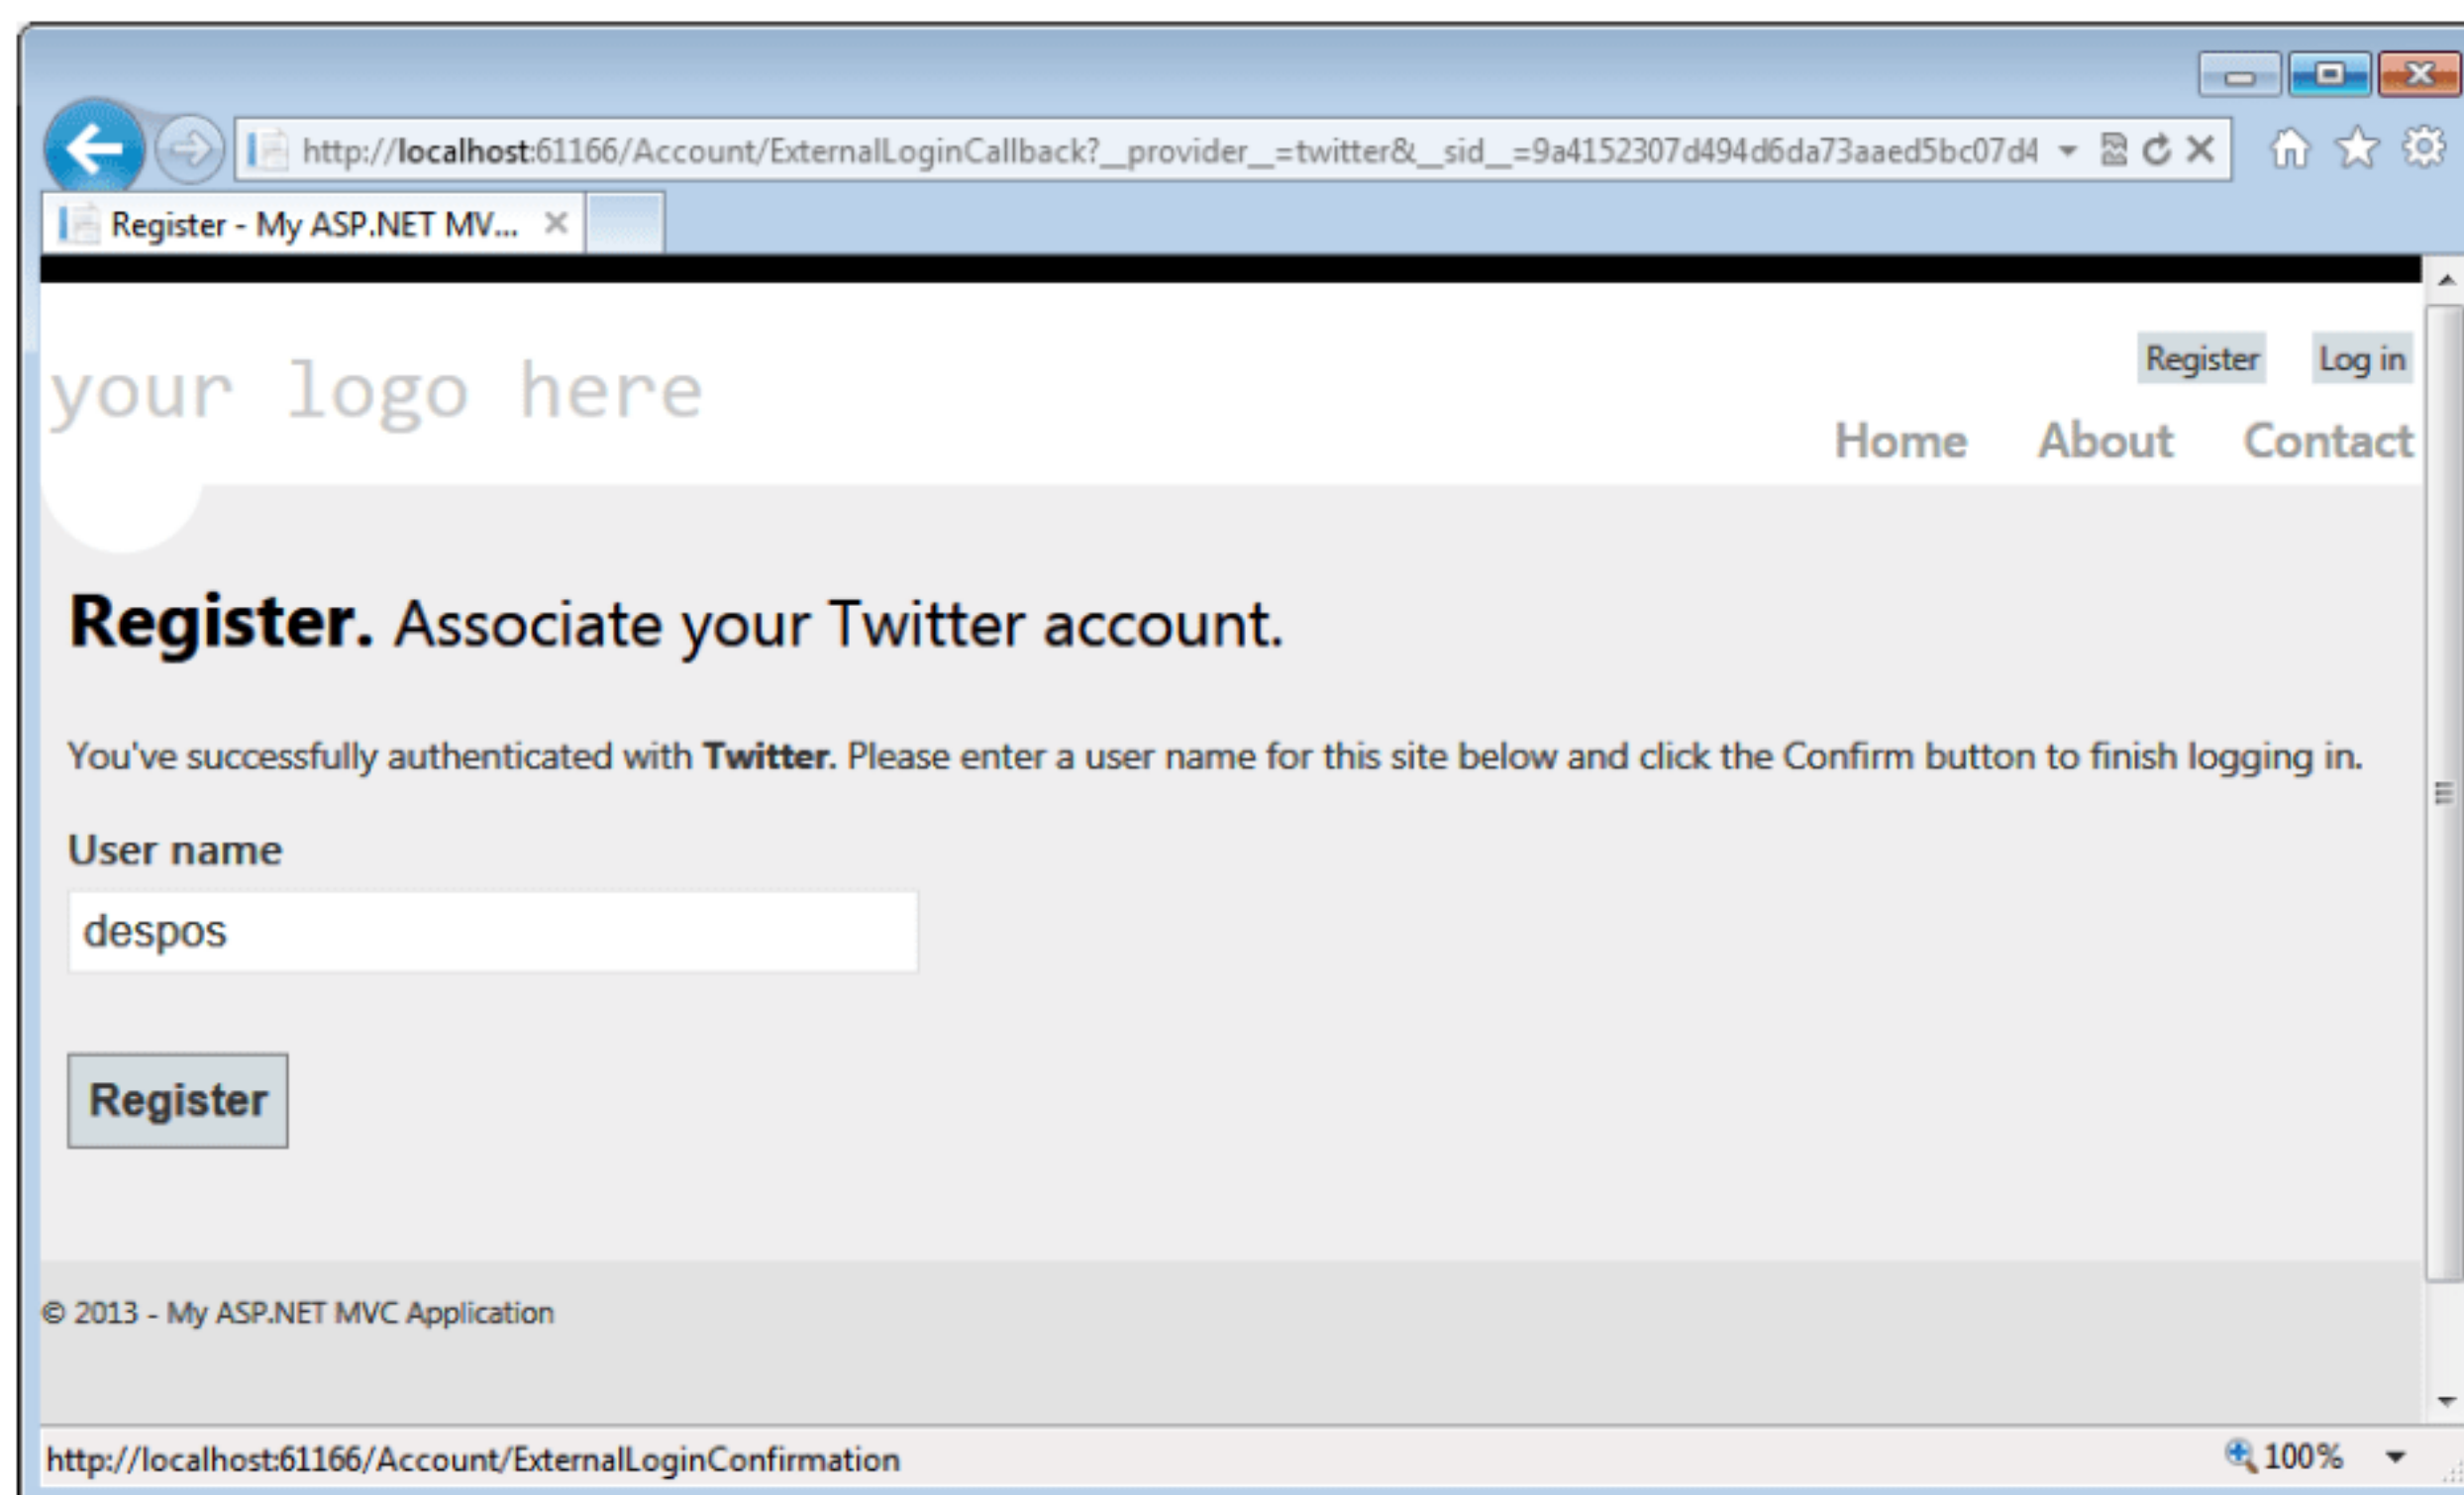 http://localhost:61166/Account/ExternalLoginCallback?__provider__=twitter&__sid__=9a4152307d494d6da73aaed5bc07d4
Register - My ASP.NET MV...
Register Log in
your logo here
Home About Contact
Register. Associate your Twitter account.
You've successfully authenticated with Twitter. Please enter a user name for this site below and click the Confirm button to finish logging in.
User name
despos
Register
© 2013 - My ASP.NET MVC Application
http://localhost:61166/Account/ExternalLoginConfirmation
100%